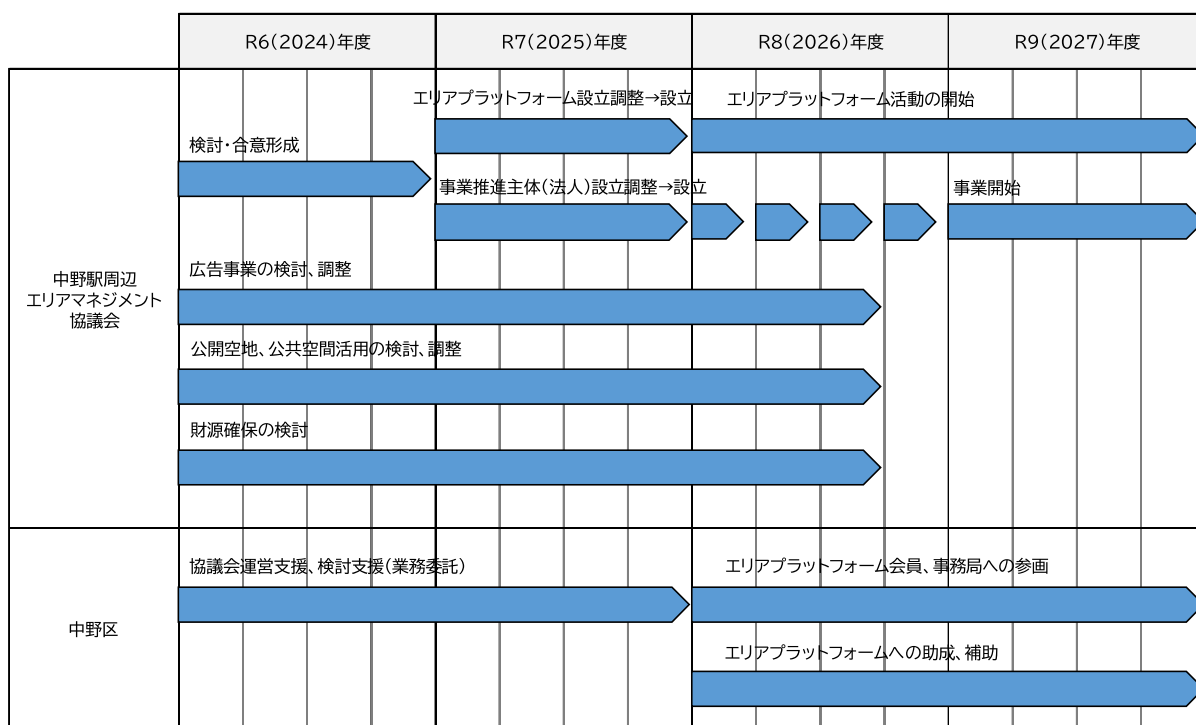 R6(2024)年度
R7(2025)年度
R8(2026)年度
R9(2027)年度
中野駅周辺
エリアマネジメント
協議会
エリアプラットフォーム設立調整→設立
エリアプラットフォーム活動の開始
検討・合意形成
事業推進主体(法人)設立調整→設立
事業開始
広告事業の検討、調整
公開空地、公共空間活用の検討、調整
財源確保の検討
中野区
協議会運営支援、検討支援(業務委託)
エリアプラットフォーム会員、事務局への参画
エリアプラットフォームへの助成、補助